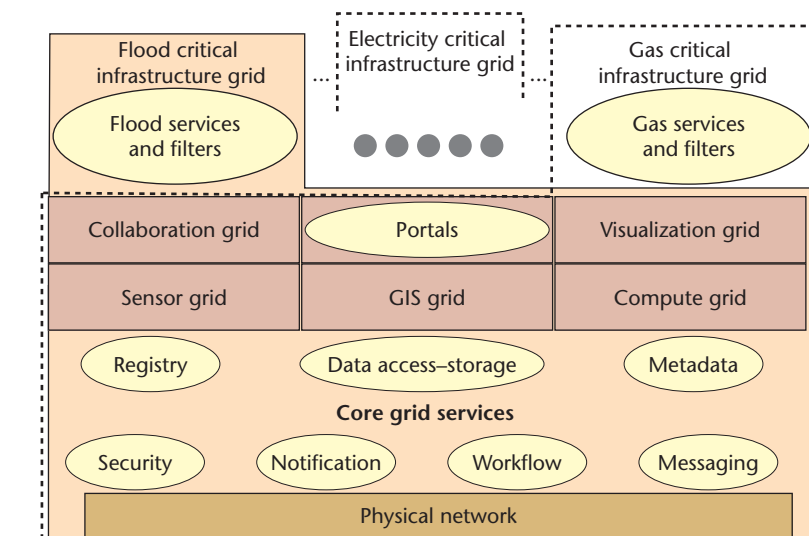 Flood critical
infrastructure grid
...
Electricity critical
infrastructure grid
...
Gas critical
infrastructure grid
Flood services
and filters
Gas services
and filters
Collaboration grid
Portals
Visualization grid
Sensor grid
GIS grid
Compute grid
Registry
Data access–storage
Metadata
Core grid services
Security
Notification
Workflow
Messaging
Physical network